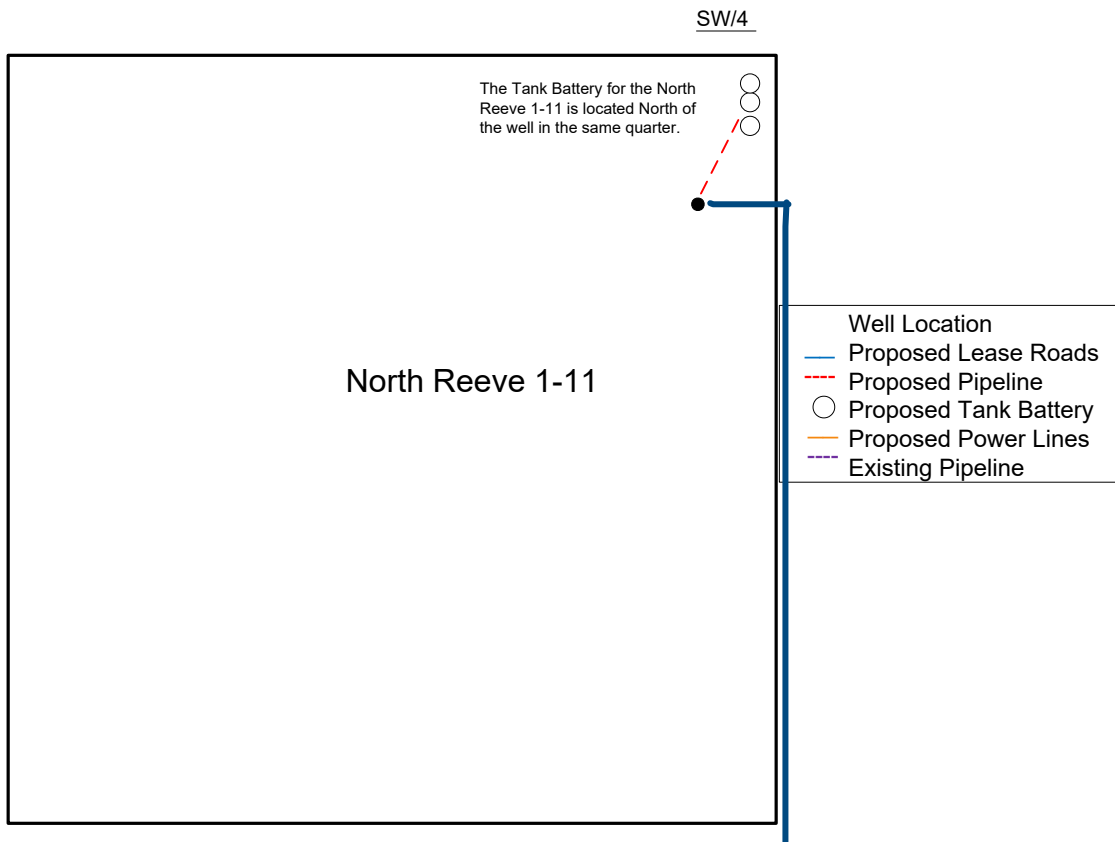 SW/4
The Tank Battery for the North
Reeve 1-11 is located North of
the well in the same quarter.
North Reeve 1-11
Well Location
Proposed Lease Roads
Proposed Pipeline
Proposed Tank Battery
Proposed Power Lines
Existing Pipeline